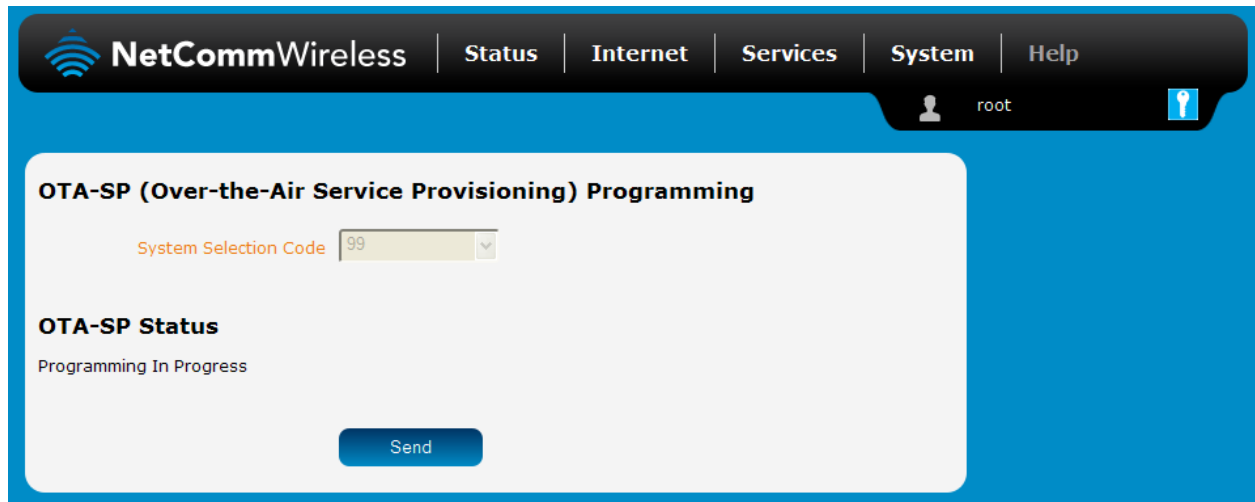 NetCommWireless Status Internet Services System Help
root
OTA-SP (Over-the-Air Service Provisioning) Programming
System Selection Code 99
OTA-SP Status
Programming In Progress
Send